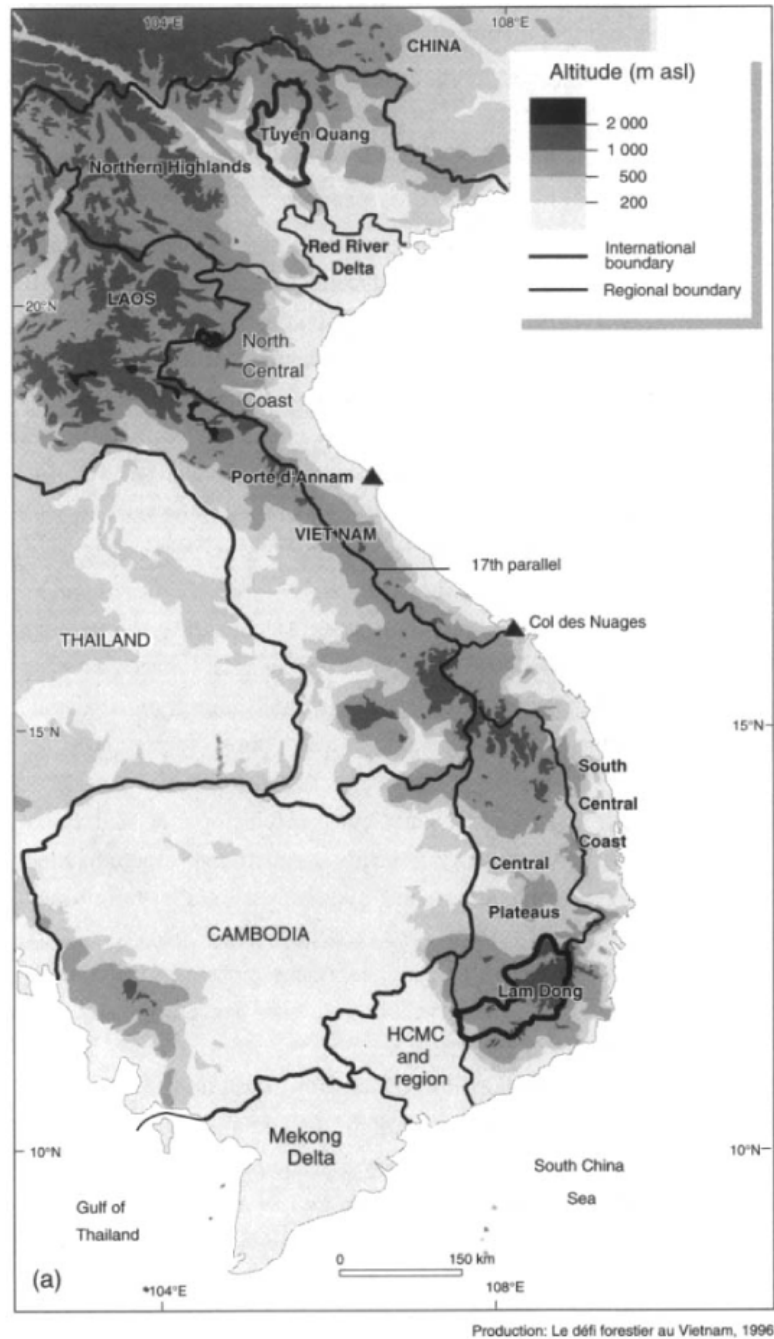 104°E
108°E
CHINA
Altitude (m asl)
2 000
1 000
500
200
International
boundary
Regional boundary
Tuyen Quang
Northern Highlands
Red River
Delta
20°N
LAOS
North
Central
Coast
Porte d'Annam
VIET NAM
17th parallel
Col des Nuages
THAILAND
15°N
15°N
South
Central
Coast
Central
Plateaus
CAMBODIA
Lam Dong
HCMC
and
region
Mekong
Delta
10°N
10°N
South China
Sea
Gulf of
Thailand
0
150 km
(a)
104°E
108°E
Production: Le défi forestier au Vietnam, 1996